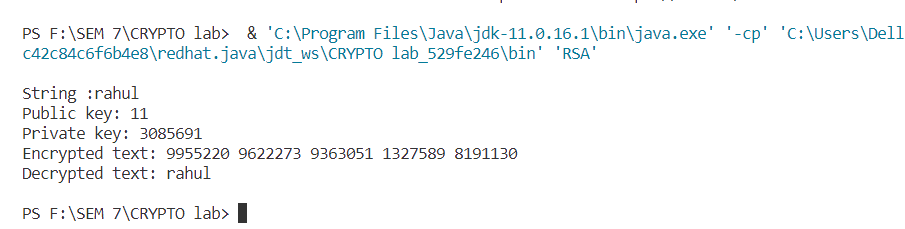 PS F:\SEM 7\CRYPTO lab>  & 'C:\Program Files\Java\jdk-11.0.16.1\bin\java.exe' '-cp' 'C:\Users\Dell
c42c84c6f6b4e8\redhat.java\jdt_ws\CRYPTO lab_529fe246\bin' 'RSA'
String :rahul
Public key: 11
Private key: 3085691
Encrypted text: 9955220 9622273 9363051 1327589 8191130
Decrypted text: rahul
PS F:\SEM 7\CRYPTO lab>